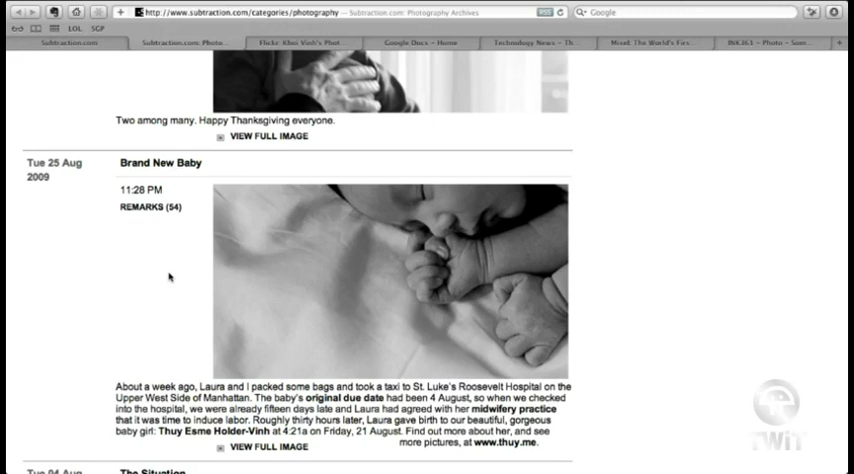 http://www.subtraction.com/categories/photography — Subtraction.com: Photography Archives
Google
LOL SGP
Subtraction.com
Subtraction.com: Photo...
Flickr: Khoi Vinh's Phot...
Google Docs – Home
Technology News – Th...
Mixel: The World's Firs...
INK361 – Photo – Som...
Two among many. Happy Thanksgiving everyone.
VIEW FULL IMAGE
Tue 25 Aug
2009
Brand New Baby
11:28 PM
REMARKS (54)
About a week ago, Laura and I packed some bags and took a taxi to St. Luke's Roosevelt Hospital on the
Upper West Side of Manhattan. The baby's original due date had been 4 August, so when we checked
into the hospital, we were already fifteen days late and Laura had agreed with her midwifery practice
that it was time to induce labor. Roughly thirty hours later, Laura gave birth to our beautiful, gorgeous
baby girl: Thuy Esme Holder-Vinh at 4:21a on Friday, 21 August. Find out more about her, and see
more pictures, at www.thuy.me.
VIEW FULL IMAGE
Tue 04 Aug
The Situation
TWiT